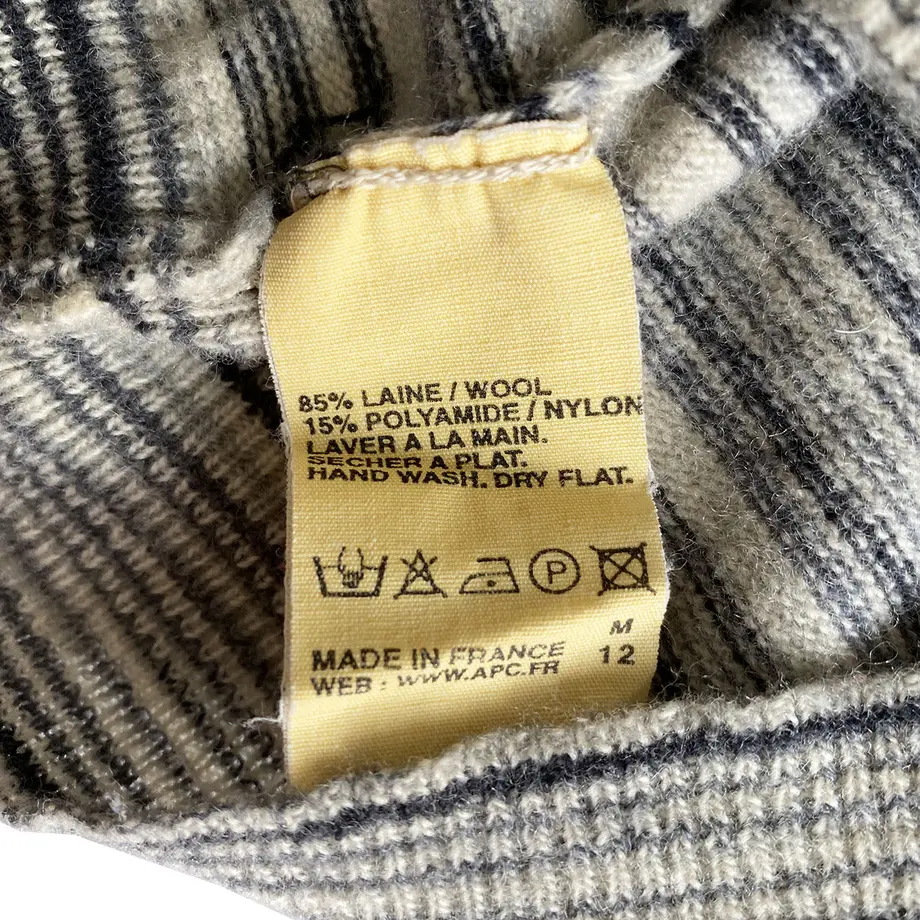 85% LAINE / WOOL
15% POLYAMIDE / NYLON
LAVER A LA MAIN.
SECHER A PLAT.
HAND WASH. DRY FLAT.
P
M
MADE IN FRANCE 12
WEB : WWW.APC.FR